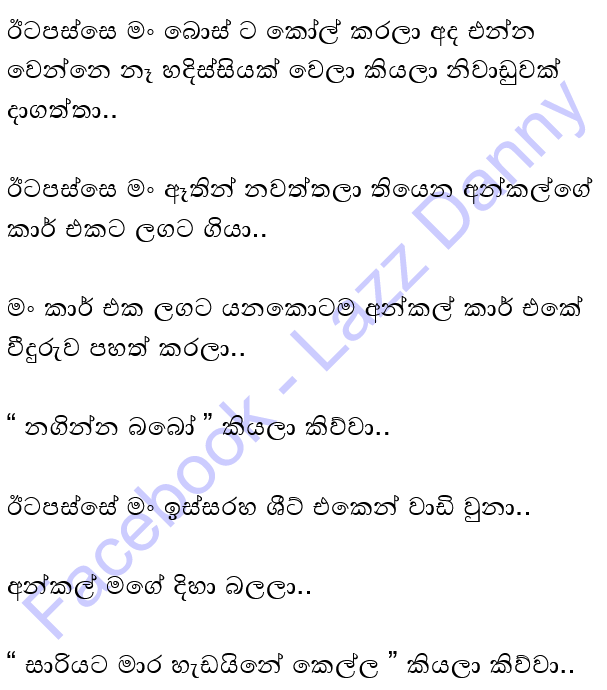 ඊටපස්සෙ මං බොස් ට කෝල් කරලා අද එන්න
වෙන්නෙ නෑ හදිස්සියක් වෙලා කියලා නිවාඩුවක්
දාගත්තා..
ඊටපස්සෙ මං ඈතින් නවත්තලා තියෙන අන්කල්ගේ
කාර් එකට ලගට ගියා..
මං කාර් එක ලගට යනකොටම අන්කල් කාර් එකේ
වීදුරුව පහත් කරලා..
“ නගින්න බබෝ ” කියලා කිව්වා..
ඊටපස්සේ මං ඉස්සරහ ශීට් එකෙන් වාඩි වුනා..
අන්කල් මගේ දිහා බලලා..
“ සාරියට මාර හැඩයිනේ කෙල්ල ” කියලා කිව්වා..
Facebook - Lazz Danny